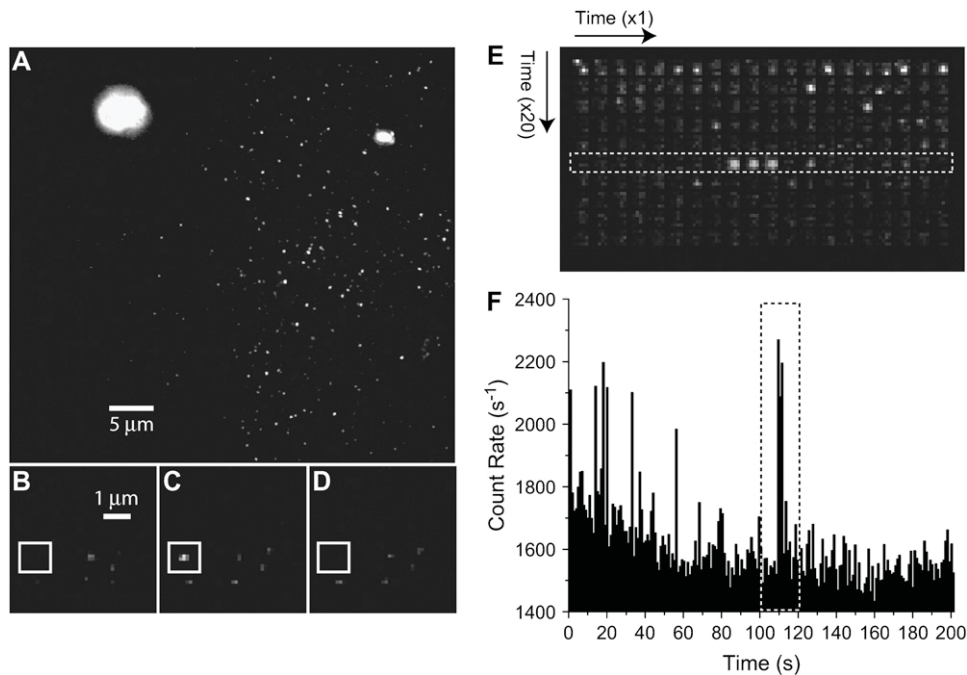 A
5 μm
B
1 μm
C
D
E
Time (x1)
Time (x20)
F
2400
2200
2000
1800
1600
1400
Count Rate (s⁻¹)
0 20 40 60 80 100 120 140 160 180 200
Time (s)